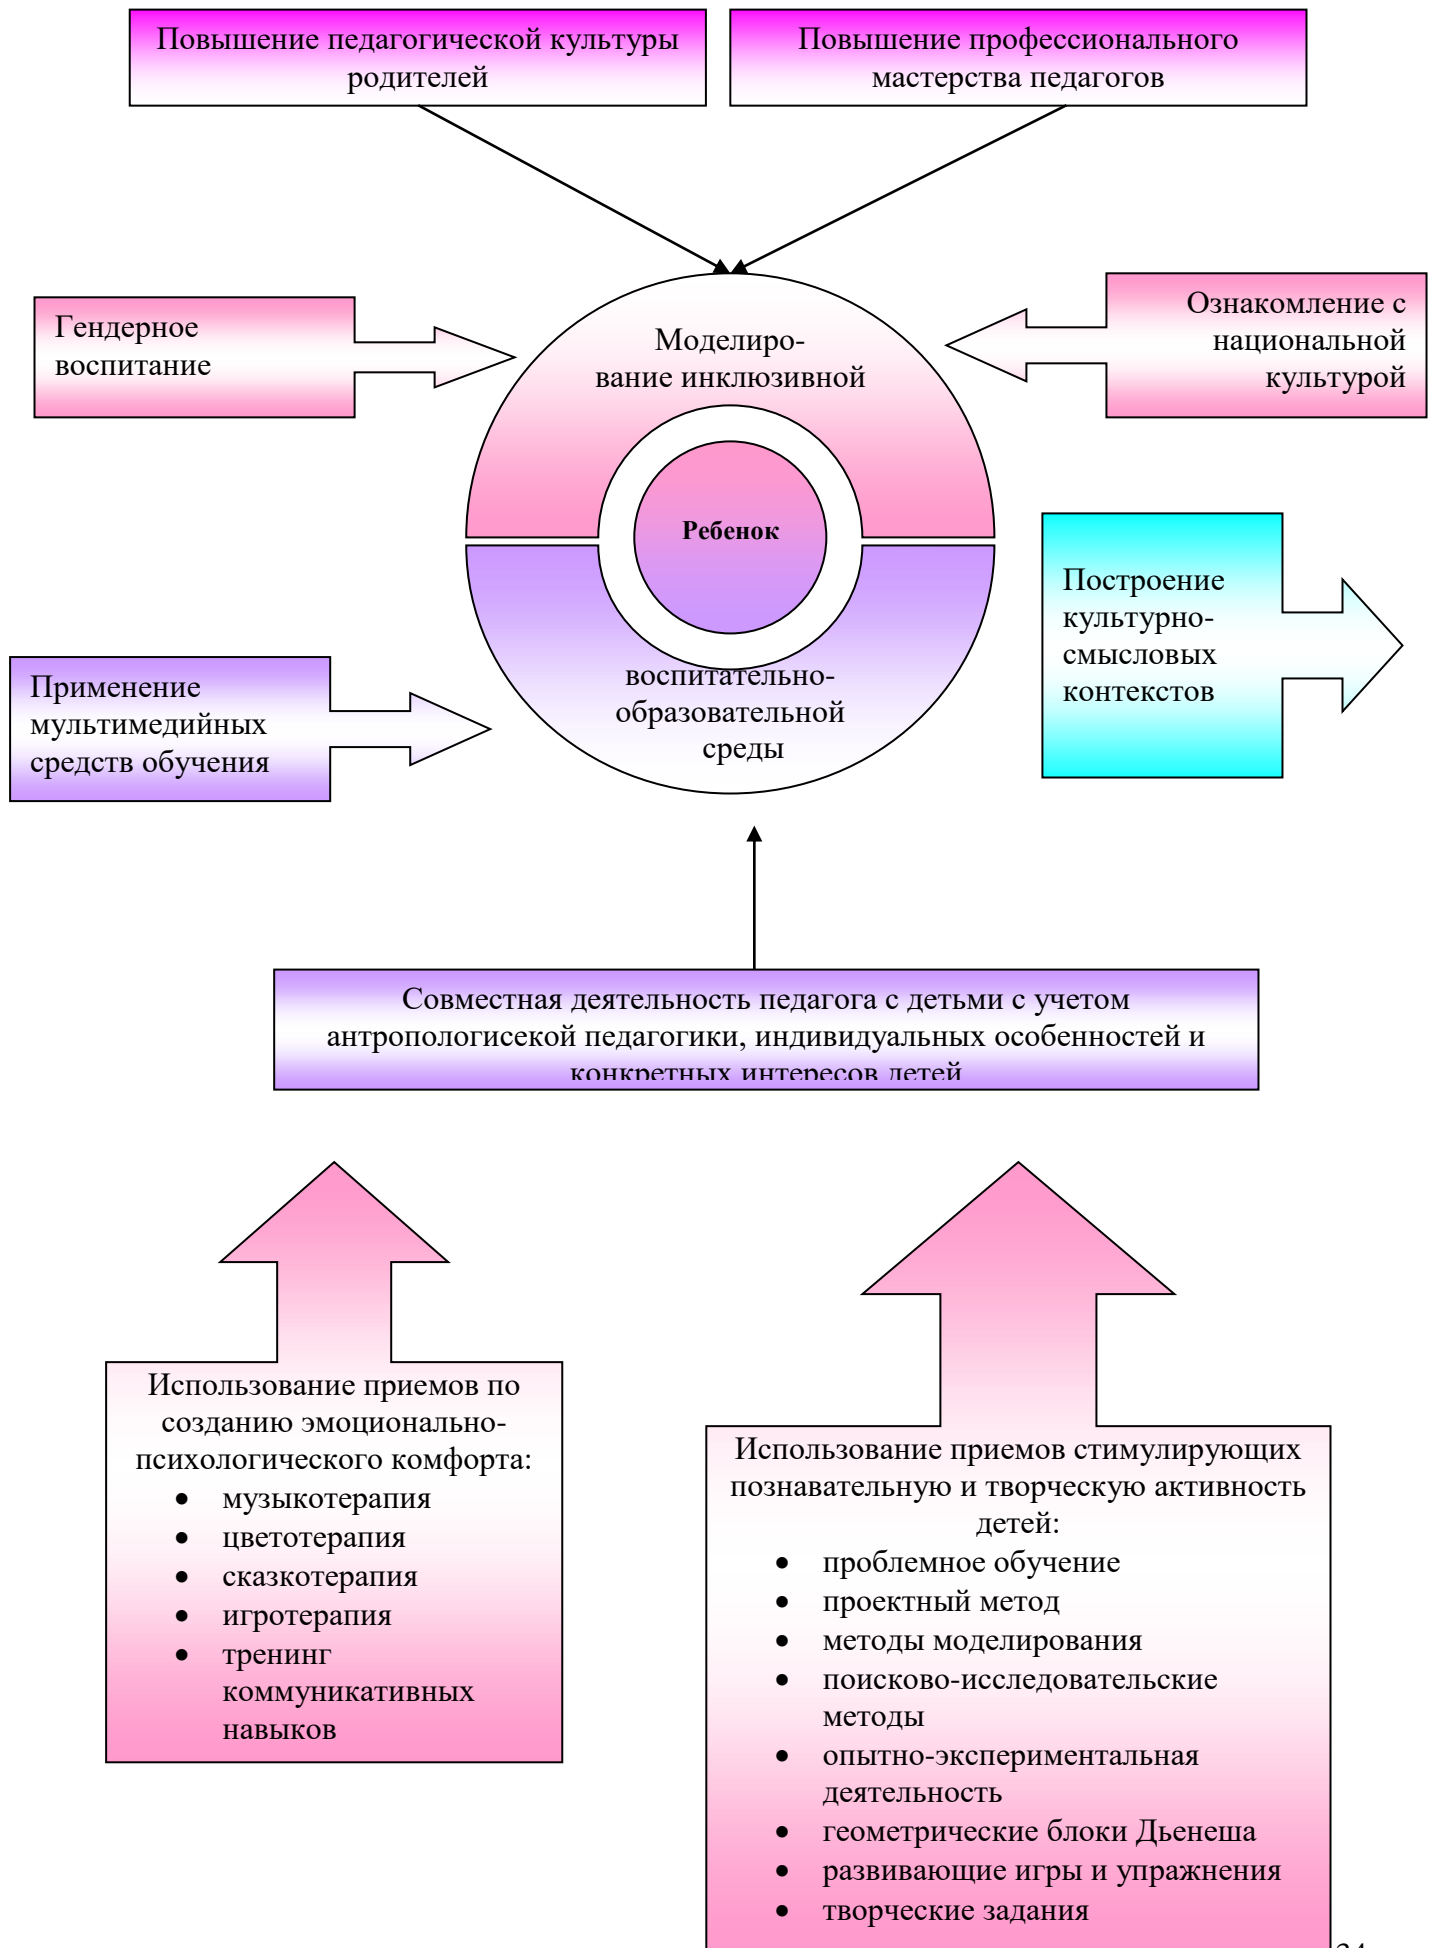 Повышение педагогической культуры
родителей
Повышение профессионального
мастерства педагогов
Гендерное
воспитание
Моделиро-
вание инклюзивной
Ознакомление с
национальной
культурой
Ребенок
Построение
культурно-
смысловых
контекстов
Применение
мультимедийных
средств обучения
воспитательно-
образовательной
среды
Совместная деятельность педагога с детьми с учетом
антропологисекой педагогики, индивидуальных особенностей и
конкретных интересов детей
Использование приемов по
созданию эмоционально-
психологического комфорта:
• музыкотерапия
• цветотерапия
• сказкотерапия
• игротерапия
• тренинг
коммуникативных
навыков
Использование приемов стимулирующих
познавательную и творческую активность
детей:
• проблемное обучение
• проектный метод
• методы моделирования
• поисково-исследовательские
методы
• опытно-экспериментальная
деятельность
• геометрические блоки Дьенеша
• развивающие игры и упражнения
• творческие задания